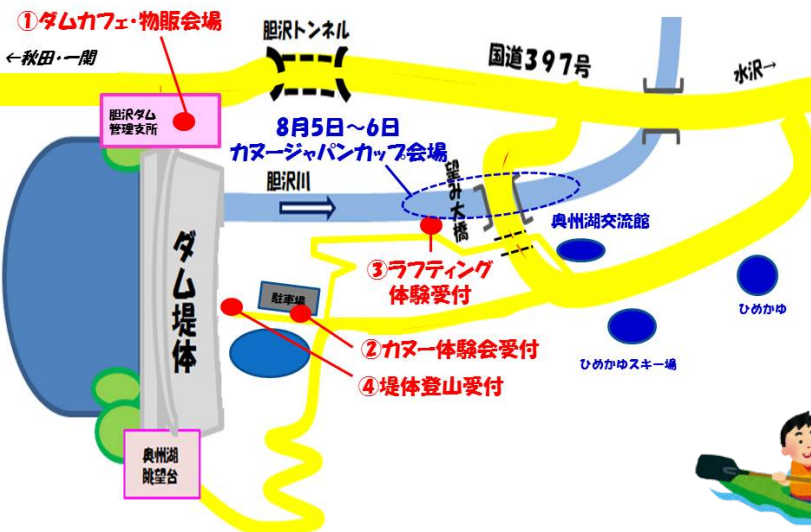 ①ダムカフェ・物販会場
←秋田・一関
胆沢トンネル
国道397号
水沢→
胆沢ダム
管理支所
8月5日～6日
カヌージャパンカップ会場
胆沢川
望み大橋
奥州湖交流館
ダム堤体
③ラフティング
体験受付
駐車場
ひめかゆ
②カヌー体験会受付
ひめかゆスキー場
④堤体登山受付
奥州湖
眺望台